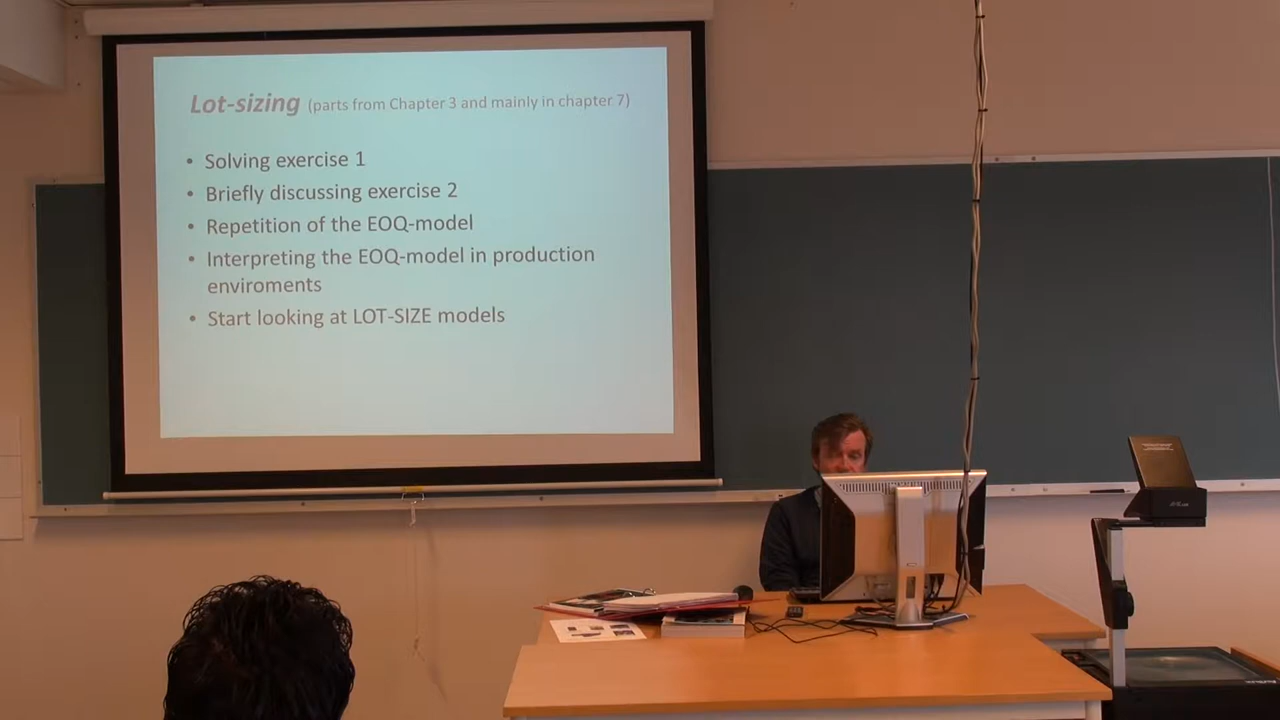 Lot-sizing (parts from Chapter 3 and mainly in chapter 7)
• Solving exercise 1
• Briefly discussing exercise 2
• Repetition of the EOQ-model
• Interpreting the EOQ-model in production
enviroments
• Start looking at LOT-SIZE models